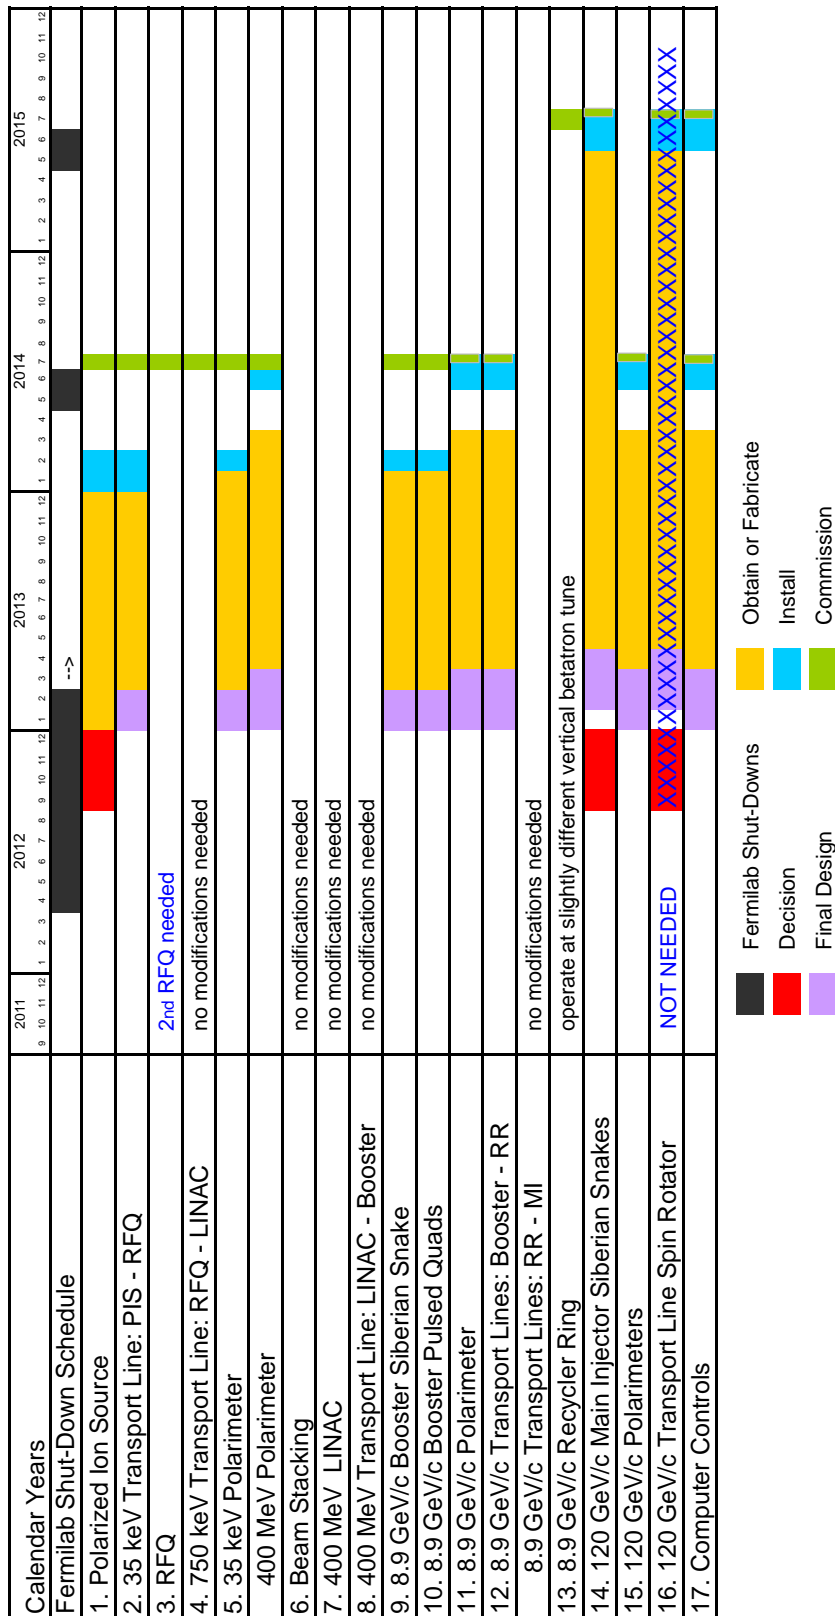 Calendar Years 2011 2012 2013 2014 2015
9 10 11 12 1 2 3 4 5 6 7 8 9 10 11 12 1 2 3 4 5 6 7 8 9 10 11 12 1 2 3 4 5 6 7 8 9 10 11 12 1 2 3 4 5 6 7 8 9 10 11 12
Fermilab Shut-Down Schedule -->
1. Polarized Ion Source
2. 35 keV Transport Line: PIS - RFQ
3. RFQ 2nd RFQ needed
4. 750 keV Transport Line: RFQ - LINAC no modifications needed
5. 35 keV Polarimeter
400 MeV Polarimeter
6. Beam Stacking no modifications needed
7. 400 MeV LINAC no modifications needed
8. 400 MeV Transport Line: LINAC - Booster no modifications needed
9. 8.9 GeV/c Booster Siberian Snake
10. 8.9 GeV/c Booster Pulsed Quads
11. 8.9 GeV/c Polarimeter
12. 8.9 GeV/c Transport Lines: Booster - RR
8.9 GeV/c Transport Lines: RR - MI no modifications needed
13. 8.9 GeV/c Recycler Ring operate at slightly different vertical betatron tune
14. 120 GeV/c Main Injector Siberian Snakes
15. 120 GeV/c Polarimeters
16. 120 GeV/c Transport Line Spin Rotator NOT NEEDED
17. Computer Controls
Fermilab Shut-Downs Obtain or Fabricate
Decision Install
Final Design Commission